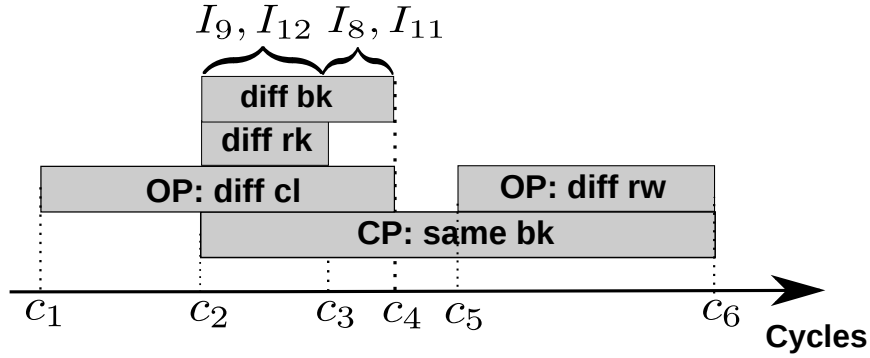 I₉, I₁₂ I₈, I₁₁
diff bk
diff rk
OP: diff cl OP: diff rw
CP: same bk
c₁ c₂ c₃ c₄ c₅ c₆
Cycles